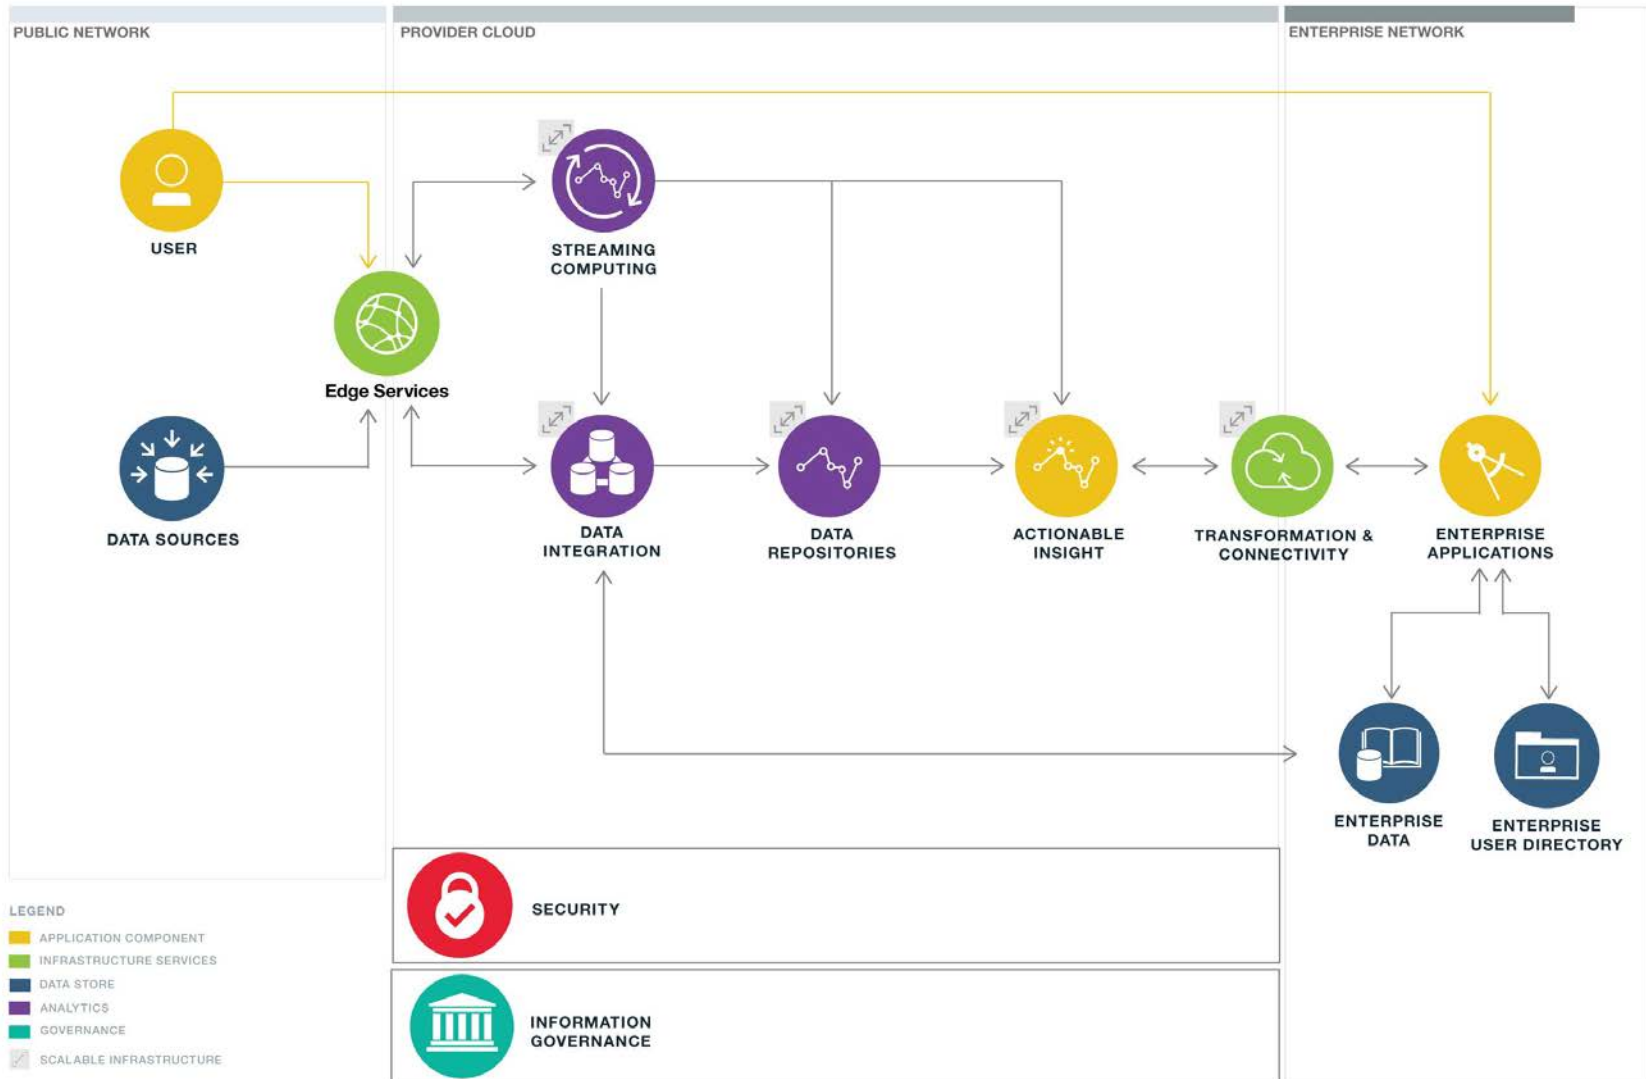 PUBLIC NETWORK
PROVIDER CLOUD
ENTERPRISE NETWORK
USER
STREAMING
COMPUTING
Edge Services
DATA SOURCES
DATA
INTEGRATION
DATA
REPOSITORIES
ACTIONABLE
INSIGHT
TRANSFORMATION &
CONNECTIVITY
ENTERPRISE
APPLICATIONS
ENTERPRISE
DATA
ENTERPRISE
USER DIRECTORY
SECURITY
INFORMATION
GOVERNANCE
LEGEND
APPLICATION COMPONENT
INFRASTRUCTURE SERVICES
DATA STORE
ANALYTICS
GOVERNANCE
SCALABLE INFRASTRUCTURE